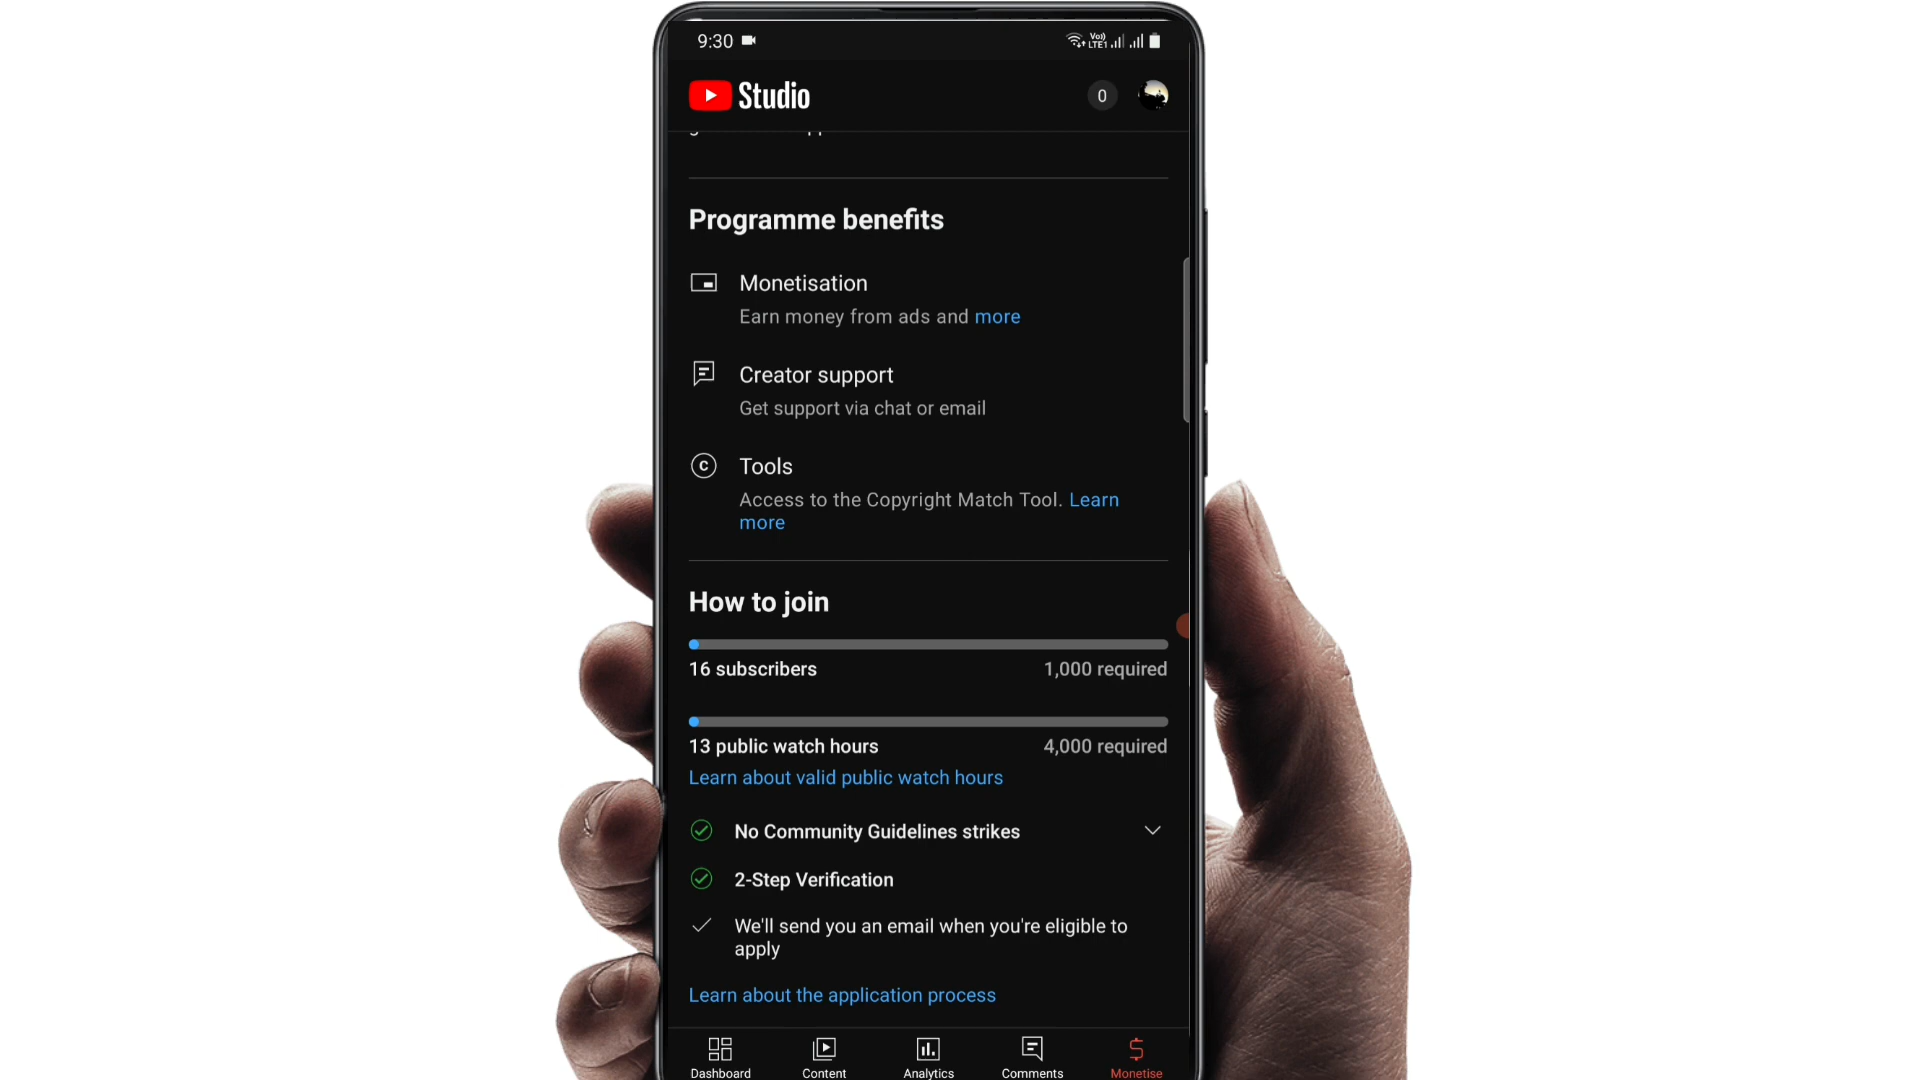 9:30
Vo)) LTE1
Studio
0
Programme benefits
Monetisation
Earn money from ads and more
Creator support
Get support via chat or email
C
Tools
Access to the Copyright Match Tool. Learn
more
How to join
16 subscribers 1,000 required
13 public watch hours 4,000 required
Learn about valid public watch hours
No Community Guidelines strikes
2-Step Verification
We'll send you an email when you're eligible to
apply
Learn about the application process
Dashboard Content Analytics Comments Monetise